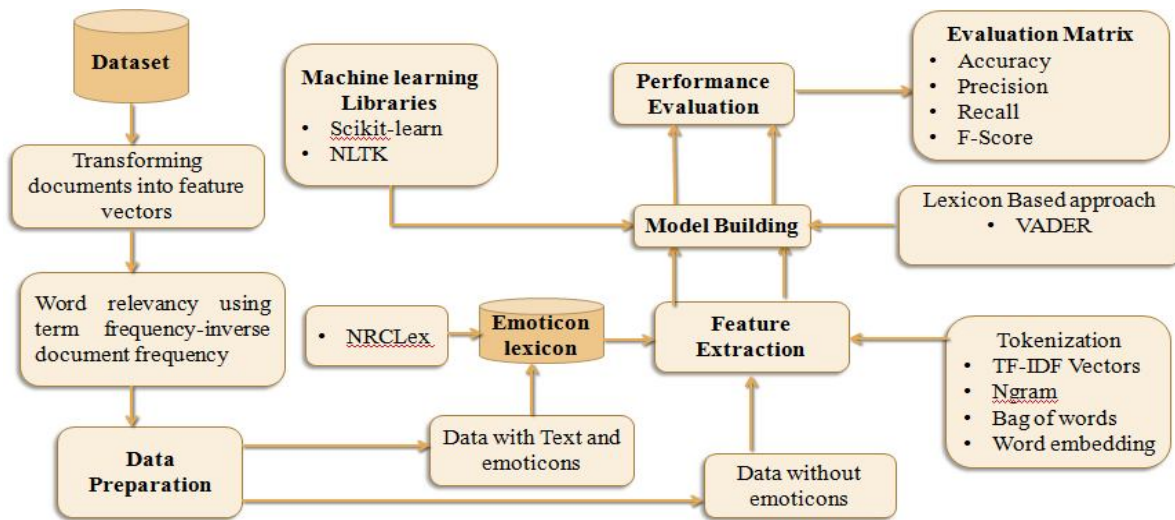 Dataset
Transforming
documents into feature
vectors
Word relevancy using
term frequency-inverse
document frequency
Data
Preparation
Machine learning
Libraries
• Scikit-learn
• NLTK
• NRCLex
Emoticon
lexicon
Data with Text and
emoticons
Data without
emoticons
Feature
Extraction
Model Building
Performance
Evaluation
Evaluation Matrix
• Accuracy
• Precision
• Recall
• F-Score
Lexicon Based approach
• VADER
Tokenization
• TF-IDF Vectors
• Ngram
• Bag of words
• Word embedding